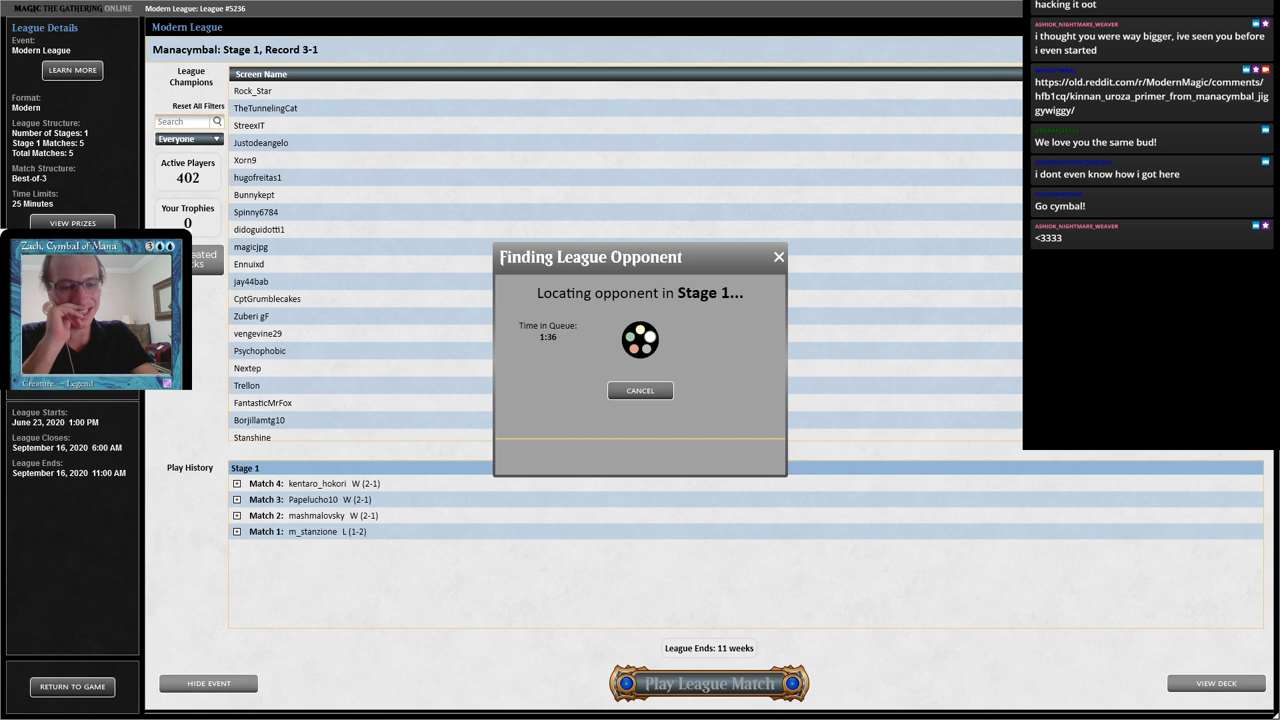 MAGIC THE GATHERING ONLINE
Modern League: League #5236
League Details
Event:
Modern League
LEARN MORE
Format:
Modern
League Structure:
Number of Stages: 1
Stage 1 Matches: 5
Total Matches: 5
Match Structure:
Best-of-3
Time Limits:
25 Minutes
VIEW PRIZES
Zach, Cymbal of Mana 3
Creature — Legend
League Starts:
June 23, 2020 1:00 PM
League Closes:
September 16, 2020 6:00 AM
League Ends:
September 16, 2020 11:00 AM
RETURN TO GAME
Modern League
Manacymbal: Stage 1, Record 3-1
League
Champions
Reset All Filters
Search
Everyone
Active Players
402
Your Trophies
0
Screen Name
Rock_Star
TheTunnelingCat
StreexIT
Justodeangelo
Xorn9
hugofreitas1
Bunnykept
Spinny6784
didoguidotti1
magicjpg
Ennuixd
jay44bab
CptGrumblecakes
Zuberi gF
vengevine29
Psychophobic
Nextep
Trellon
FantasticMrFox
Borjillamtg10
Stanshine
Finding League Opponent
Locating opponent in Stage 1...
Time in Queue:
1:36
CANCEL
Play History
Stage 1
Match 4: kentaro_hokori W (2-1)
Match 3: Papelucho10 W (2-1)
Match 2: mashmalovsky W (2-1)
Match 1: m_stanzione L (1-2)
League Ends: 11 weeks
HIDE EVENT
Play League Match
VIEW DECK
hacking it oot
ASHIOK_NIGHTMARE_WEAVER
i thought you were way bigger, ive seen you before
i even started
https://old.reddit.com/r/ModernMagic/comments/
hfb1cq/kinnan_uroza_primer_from_manacymbal_jig
gywiggy/
We love you the same bud!
i dont even know how i got here
Go cymbal!
ASHIOK_NIGHTMARE_WEAVER
<3333